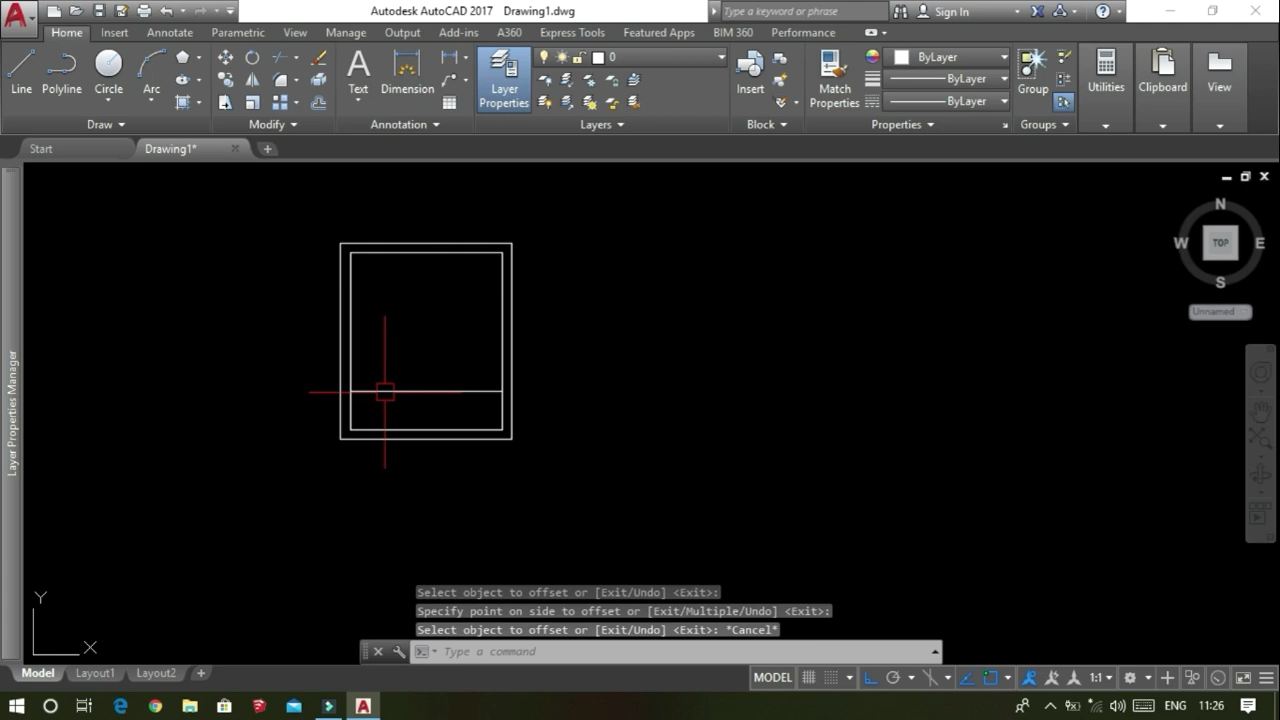 Autodesk AutoCAD 2017 Drawing1.dwg
Type a keyword or phrase
Sign In
Home Insert Annotate Parametric View Manage Output Add-ins A360 Express Tools Featured Apps BIM 360 Performance
0
ByLayer
ByLayer
ByLayer
Line Polyline Circle Arc Text Dimension Layer Properties Insert Match Properties Group Utilities Clipboard View
Draw Modify Annotation Layers Block Properties Groups
Start Drawing1*
N
W TOP E
S
Unnamed
Layer Properties Manager
Y
X
Select object to offset or [Exit/Undo] <Exit>:
Specify point on side to offset or [Exit/Multiple/Undo] <Exit>:
Select object to offset or [Exit/Undo] <Exit>: *Cancel*
Type a command
Model Layout1 Layout2
MODEL 1:1
ENG 11:26